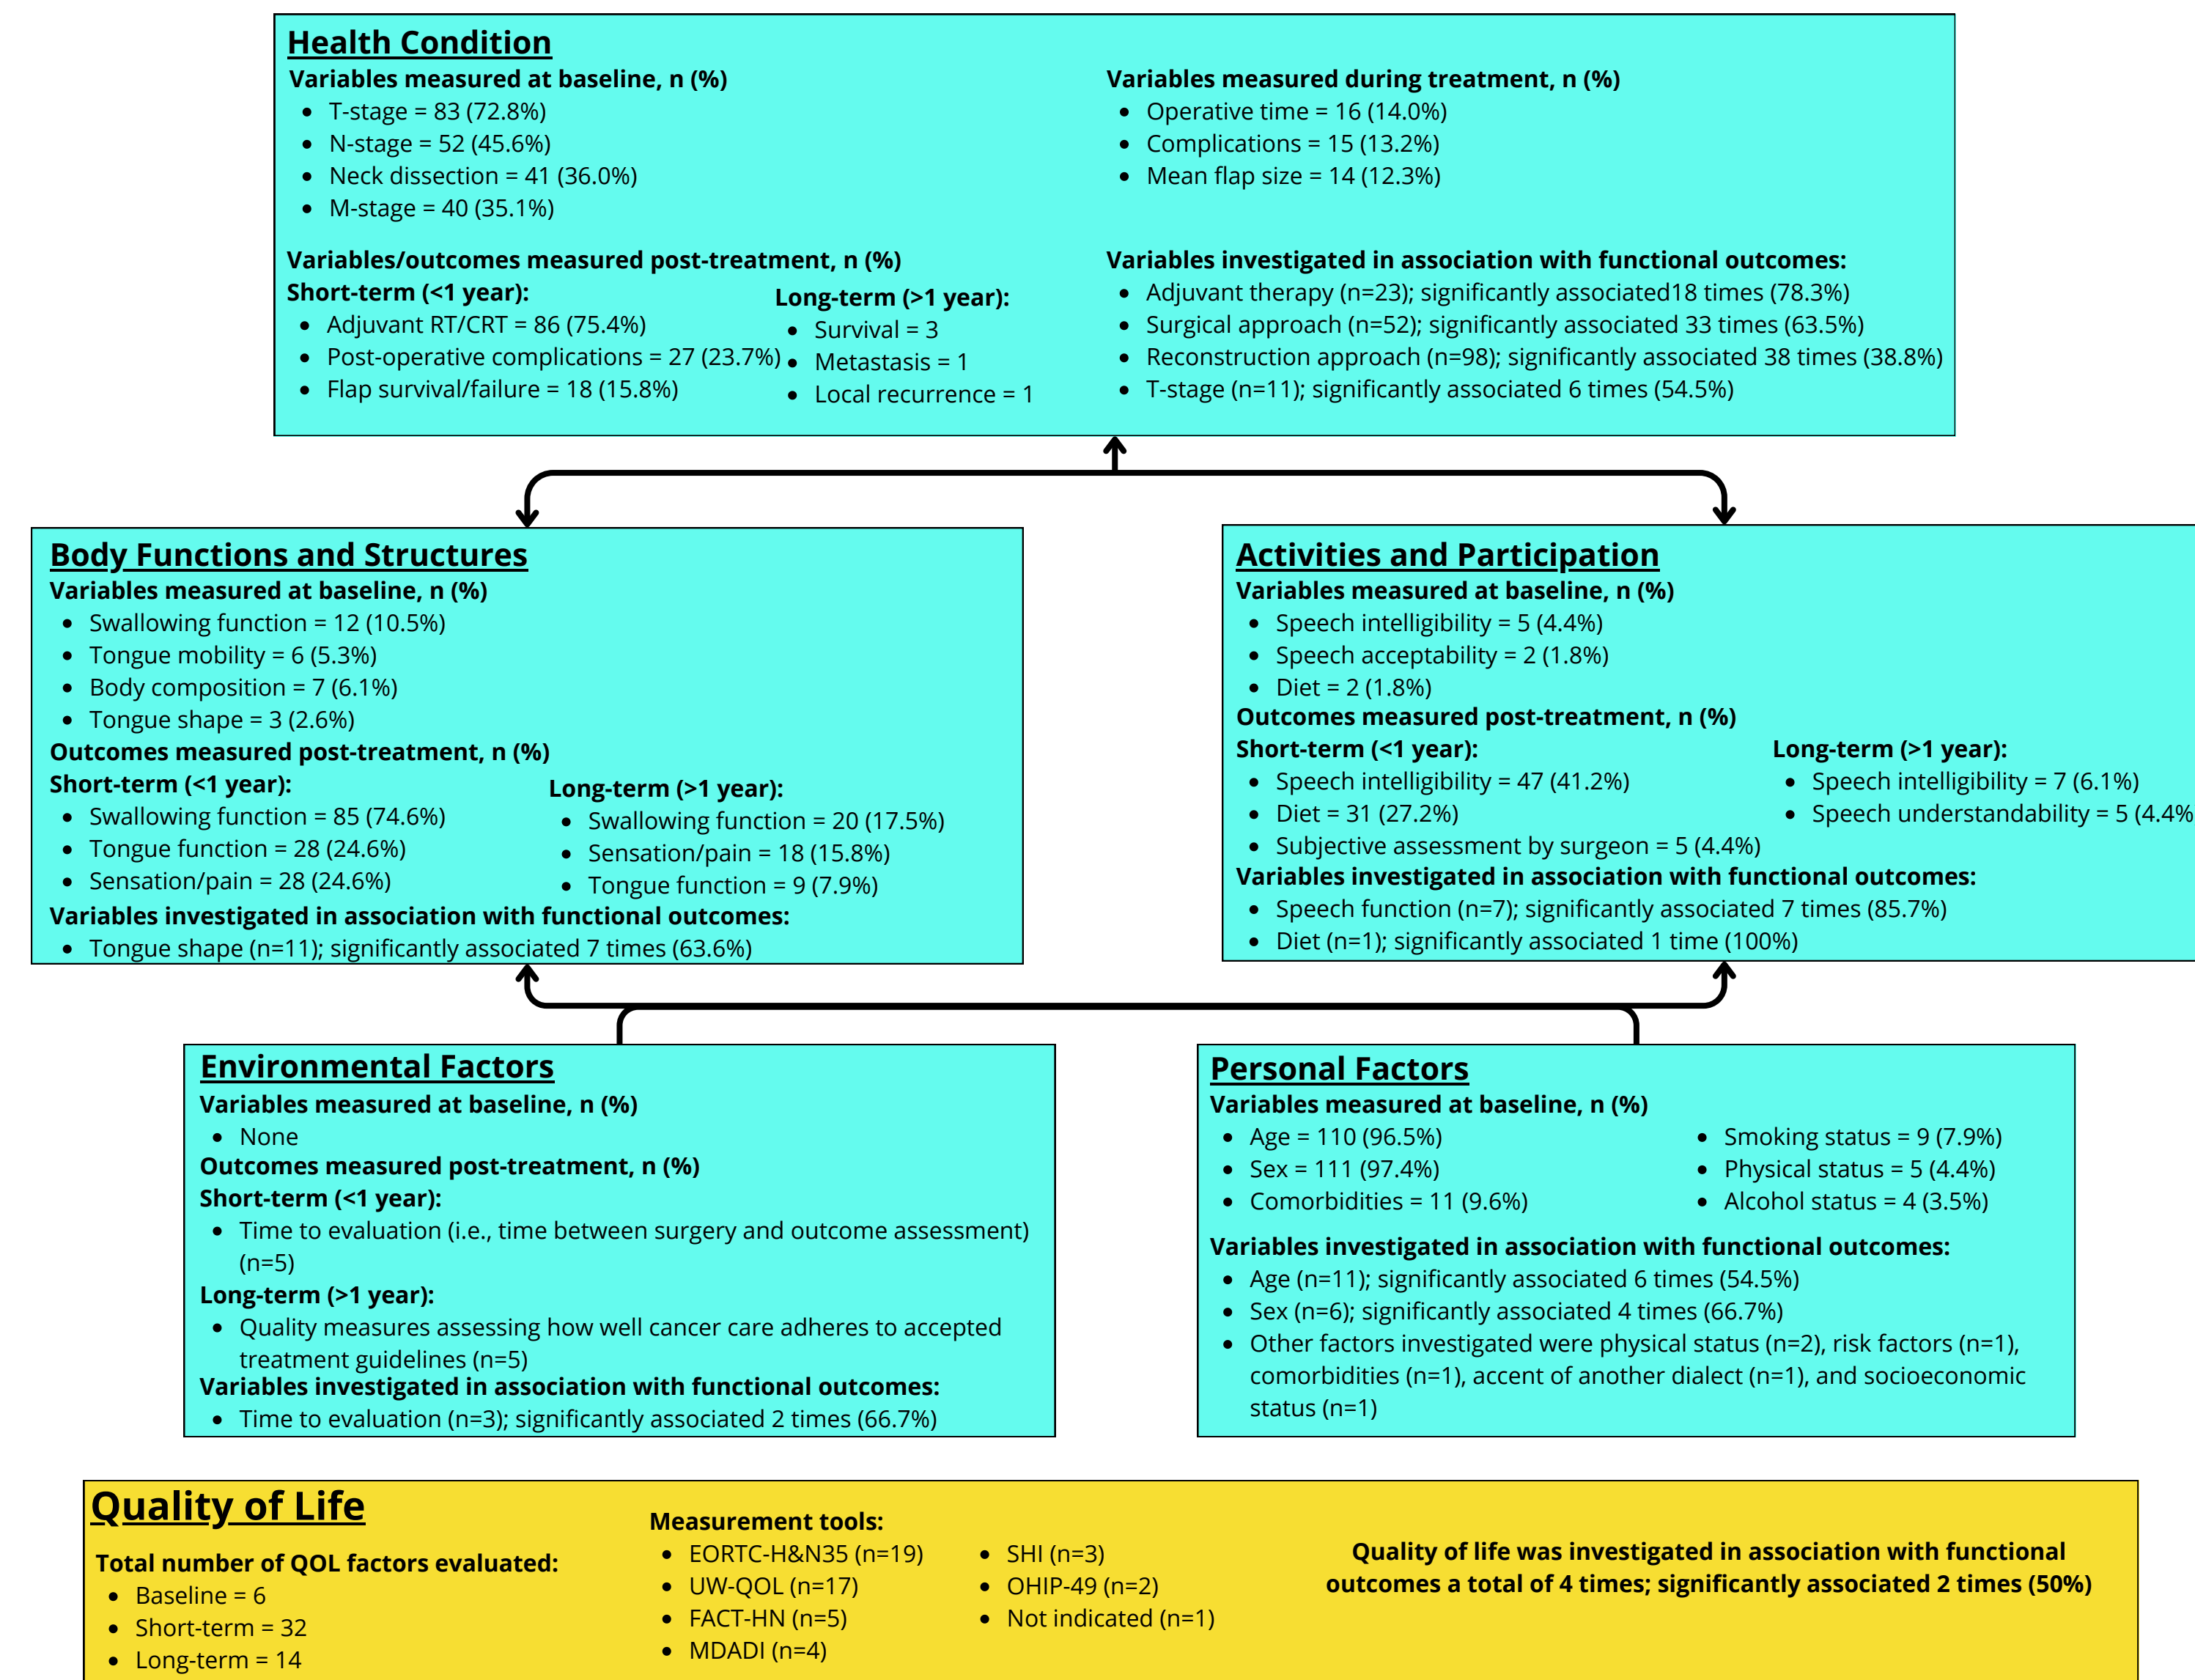 Health Condition
Variables measured at baseline, n (%)
• T-stage = 83 (72.8%)
• N-stage = 52 (45.6%)
• Neck dissection = 41 (36.0%)
• M-stage = 40 (35.1%)
Variables measured during treatment, n (%)
• Operative time = 16 (14.0%)
• Complications = 15 (13.2%)
• Mean flap size = 14 (12.3%)
Variables/outcomes measured post-treatment, n (%)
Short-term (<1 year):
• Adjuvant RT/CRT = 86 (75.4%)
• Post-operative complications = 27 (23.7%)
• Flap survival/failure = 18 (15.8%)
Long-term (>1 year):
• Survival = 3
• Metastasis = 1
• Local recurrence = 1
Variables investigated in association with functional outcomes:
• Adjuvant therapy (n=23); significantly associated18 times (78.3%)
• Surgical approach (n=52); significantly associated 33 times (63.5%)
• Reconstruction approach (n=98); significantly associated 38 times (38.8%)
• T-stage (n=11); significantly associated 6 times (54.5%)
Body Functions and Structures
Variables measured at baseline, n (%)
• Swallowing function = 12 (10.5%)
• Tongue mobility = 6 (5.3%)
• Body composition = 7 (6.1%)
• Tongue shape = 3 (2.6%)
Outcomes measured post-treatment, n (%)
Short-term (<1 year):
• Swallowing function = 85 (74.6%)
• Tongue function = 28 (24.6%)
• Sensation/pain = 28 (24.6%)
Long-term (>1 year):
• Swallowing function = 20 (17.5%)
• Sensation/pain = 18 (15.8%)
• Tongue function = 9 (7.9%)
Variables investigated in association with functional outcomes:
• Tongue shape (n=11); significantly associated 7 times (63.6%)
Activities and Participation
Variables measured at baseline, n (%)
• Speech intelligibility = 5 (4.4%)
• Speech acceptability = 2 (1.8%)
• Diet = 2 (1.8%)
Outcomes measured post-treatment, n (%)
Short-term (<1 year):
• Speech intelligibility = 47 (41.2%)
• Diet = 31 (27.2%)
• Subjective assessment by surgeon = 5 (4.4%)
Long-term (>1 year):
• Speech intelligibility = 7 (6.1%)
• Speech understandability = 5 (4.4%
Variables investigated in association with functional outcomes:
• Speech function (n=7); significantly associated 7 times (85.7%)
• Diet (n=1); significantly associated 1 time (100%)
Environmental Factors
Variables measured at baseline, n (%)
• None
Outcomes measured post-treatment, n (%)
Short-term (<1 year):
• Time to evaluation (i.e., time between surgery and outcome assessment)
(n=5)
Long-term (>1 year):
• Quality measures assessing how well cancer care adheres to accepted
treatment guidelines (n=5)
Variables investigated in association with functional outcomes:
• Time to evaluation (n=3); significantly associated 2 times (66.7%)
Personal Factors
Variables measured at baseline, n (%)
• Age = 110 (96.5%)
• Sex = 111 (97.4%)
• Comorbidities = 11 (9.6%)
• Smoking status = 9 (7.9%)
• Physical status = 5 (4.4%)
• Alcohol status = 4 (3.5%)
Variables investigated in association with functional outcomes:
• Age (n=11); significantly associated 6 times (54.5%)
• Sex (n=6); significantly associated 4 times (66.7%)
• Other factors investigated were physical status (n=2), risk factors (n=1),
comorbidities (n=1), accent of another dialect (n=1), and socioeconomic
status (n=1)
Quality of Life
Total number of QOL factors evaluated:
• Baseline = 6
• Short-term = 32
• Long-term = 14
Measurement tools:
• EORTC-H&N35 (n=19)
• UW-QOL (n=17)
• FACT-HN (n=5)
• MDADI (n=4)
• SHI (n=3)
• OHIP-49 (n=2)
• Not indicated (n=1)
Quality of life was investigated in association with functional
outcomes a total of 4 times; significantly associated 2 times (50%)